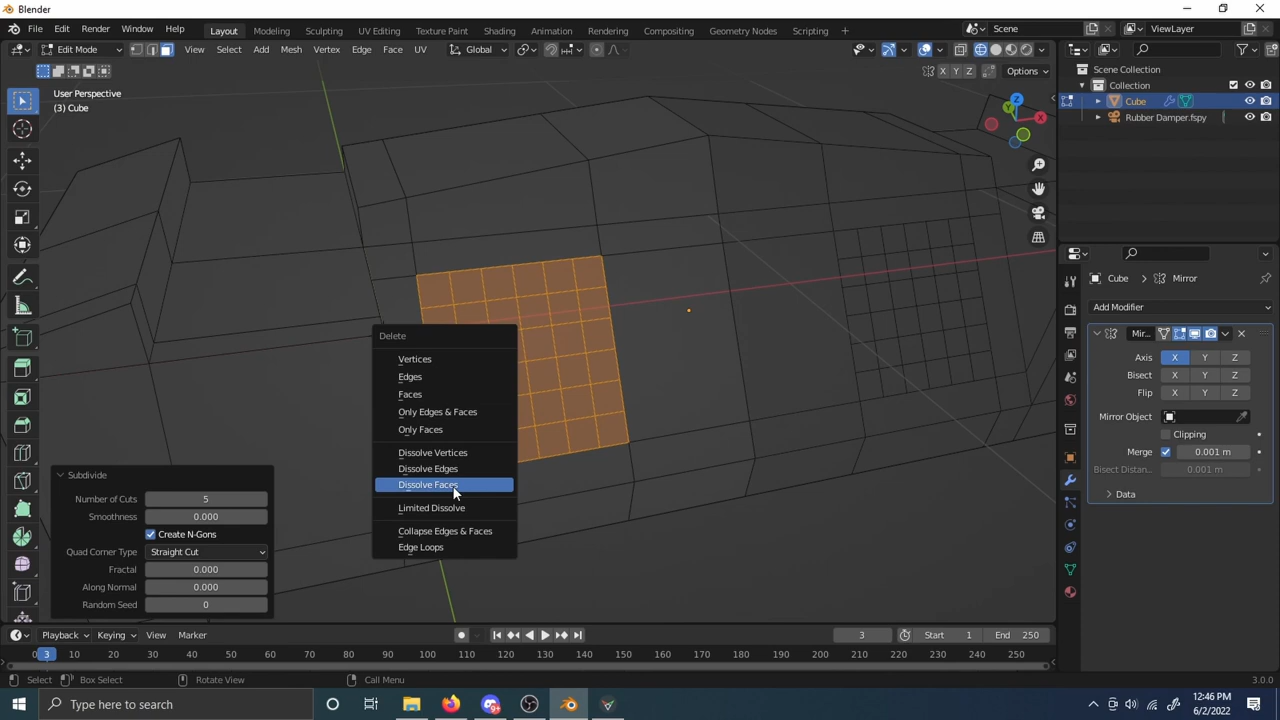 Blender
File Edit Render Window Help Layout Modeling Sculpting UV Editing Texture Paint Shading Animation Rendering Compositing Geometry Nodes Scripting Scene ViewLayer
Edit Mode View Select Add Mesh Vertex Edge Face UV Global
X Y Z Options
User Perspective
(3) Cube
Z
Y
X
Scene Collection
Collection
Cube
Rubber Damper.fspy
Cube Mirror
Add Modifier
Mir...
Axis X Y Z
Bisect X Y Z
Flip X Y Z
Mirror Object
Clipping
Merge 0.001 m
Bisect Distan... 0.001 m
Data
Delete
Vertices
Edges
Faces
Only Edges & Faces
Only Faces
Dissolve Vertices
Dissolve Edges
Dissolve Faces
Limited Dissolve
Collapse Edges & Faces
Edge Loops
Subdivide
Number of Cuts 5
Smoothness 0.000
Create N-Gons
Quad Corner Type Straight Cut
Fractal 0.000
Along Normal 0.000
Random Seed 0
Playback Keying View Marker 3 Start 1 End 250
0 3 10 20 30 40 50 60 70 80 90 100 110 120 130 140 150 160 170 180 190 200 210 220 230 240 250
Select Box Select Rotate View Call Menu 3.0.0
Type here to search
12:46 PM
6/2/2022